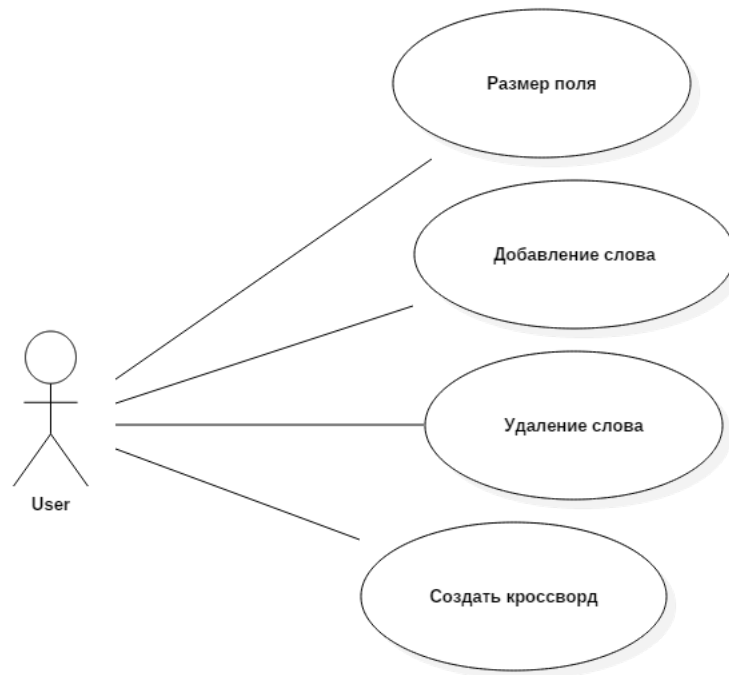 Размер поля
Добавление слова
Удаление слова
User
Создать кроссворд